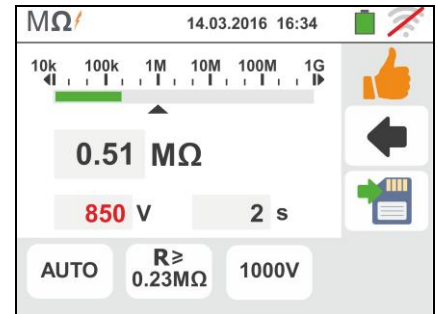 MΩ 14.03.2016 16:34
10k 100k 1M 10M 100M 1G
0.51 MΩ
850 V 2 s
AUTO R≥ 0.23MΩ 1000V